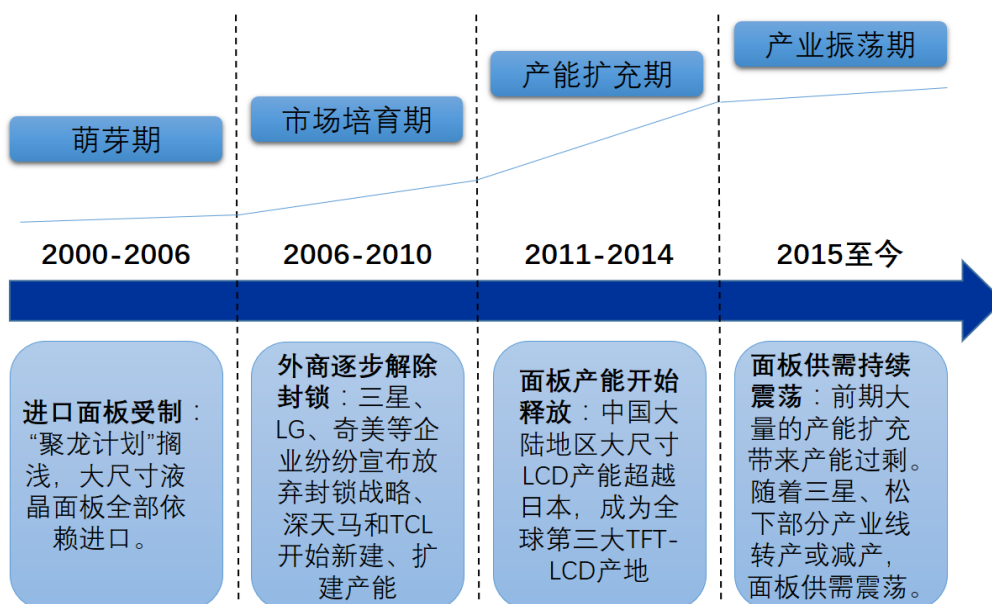 萌芽期
市场培育期
产能扩充期
产业振荡期
2000-2006
2006-2010
2011-2014
2015至今
进口面板受制：
“聚龙计划”搁
浅，大尺寸液
晶面板全部依
赖进口。
外商逐步解除
封锁：三星、
LG、奇美等企
业纷纷宣布放
弃封锁战略、
深天马和TCL
开始新建、扩
建产能
面板产能开始
释放：中国大
陆地区大尺寸
LCD产能超越
日本，成为全
球第三大TFT-
LCD产地
面板供需持续
震荡：前期大
量的产能扩充
带来产能过剩。
随着三星、松
下部分产业线
转产或减产，
面板供需震荡。